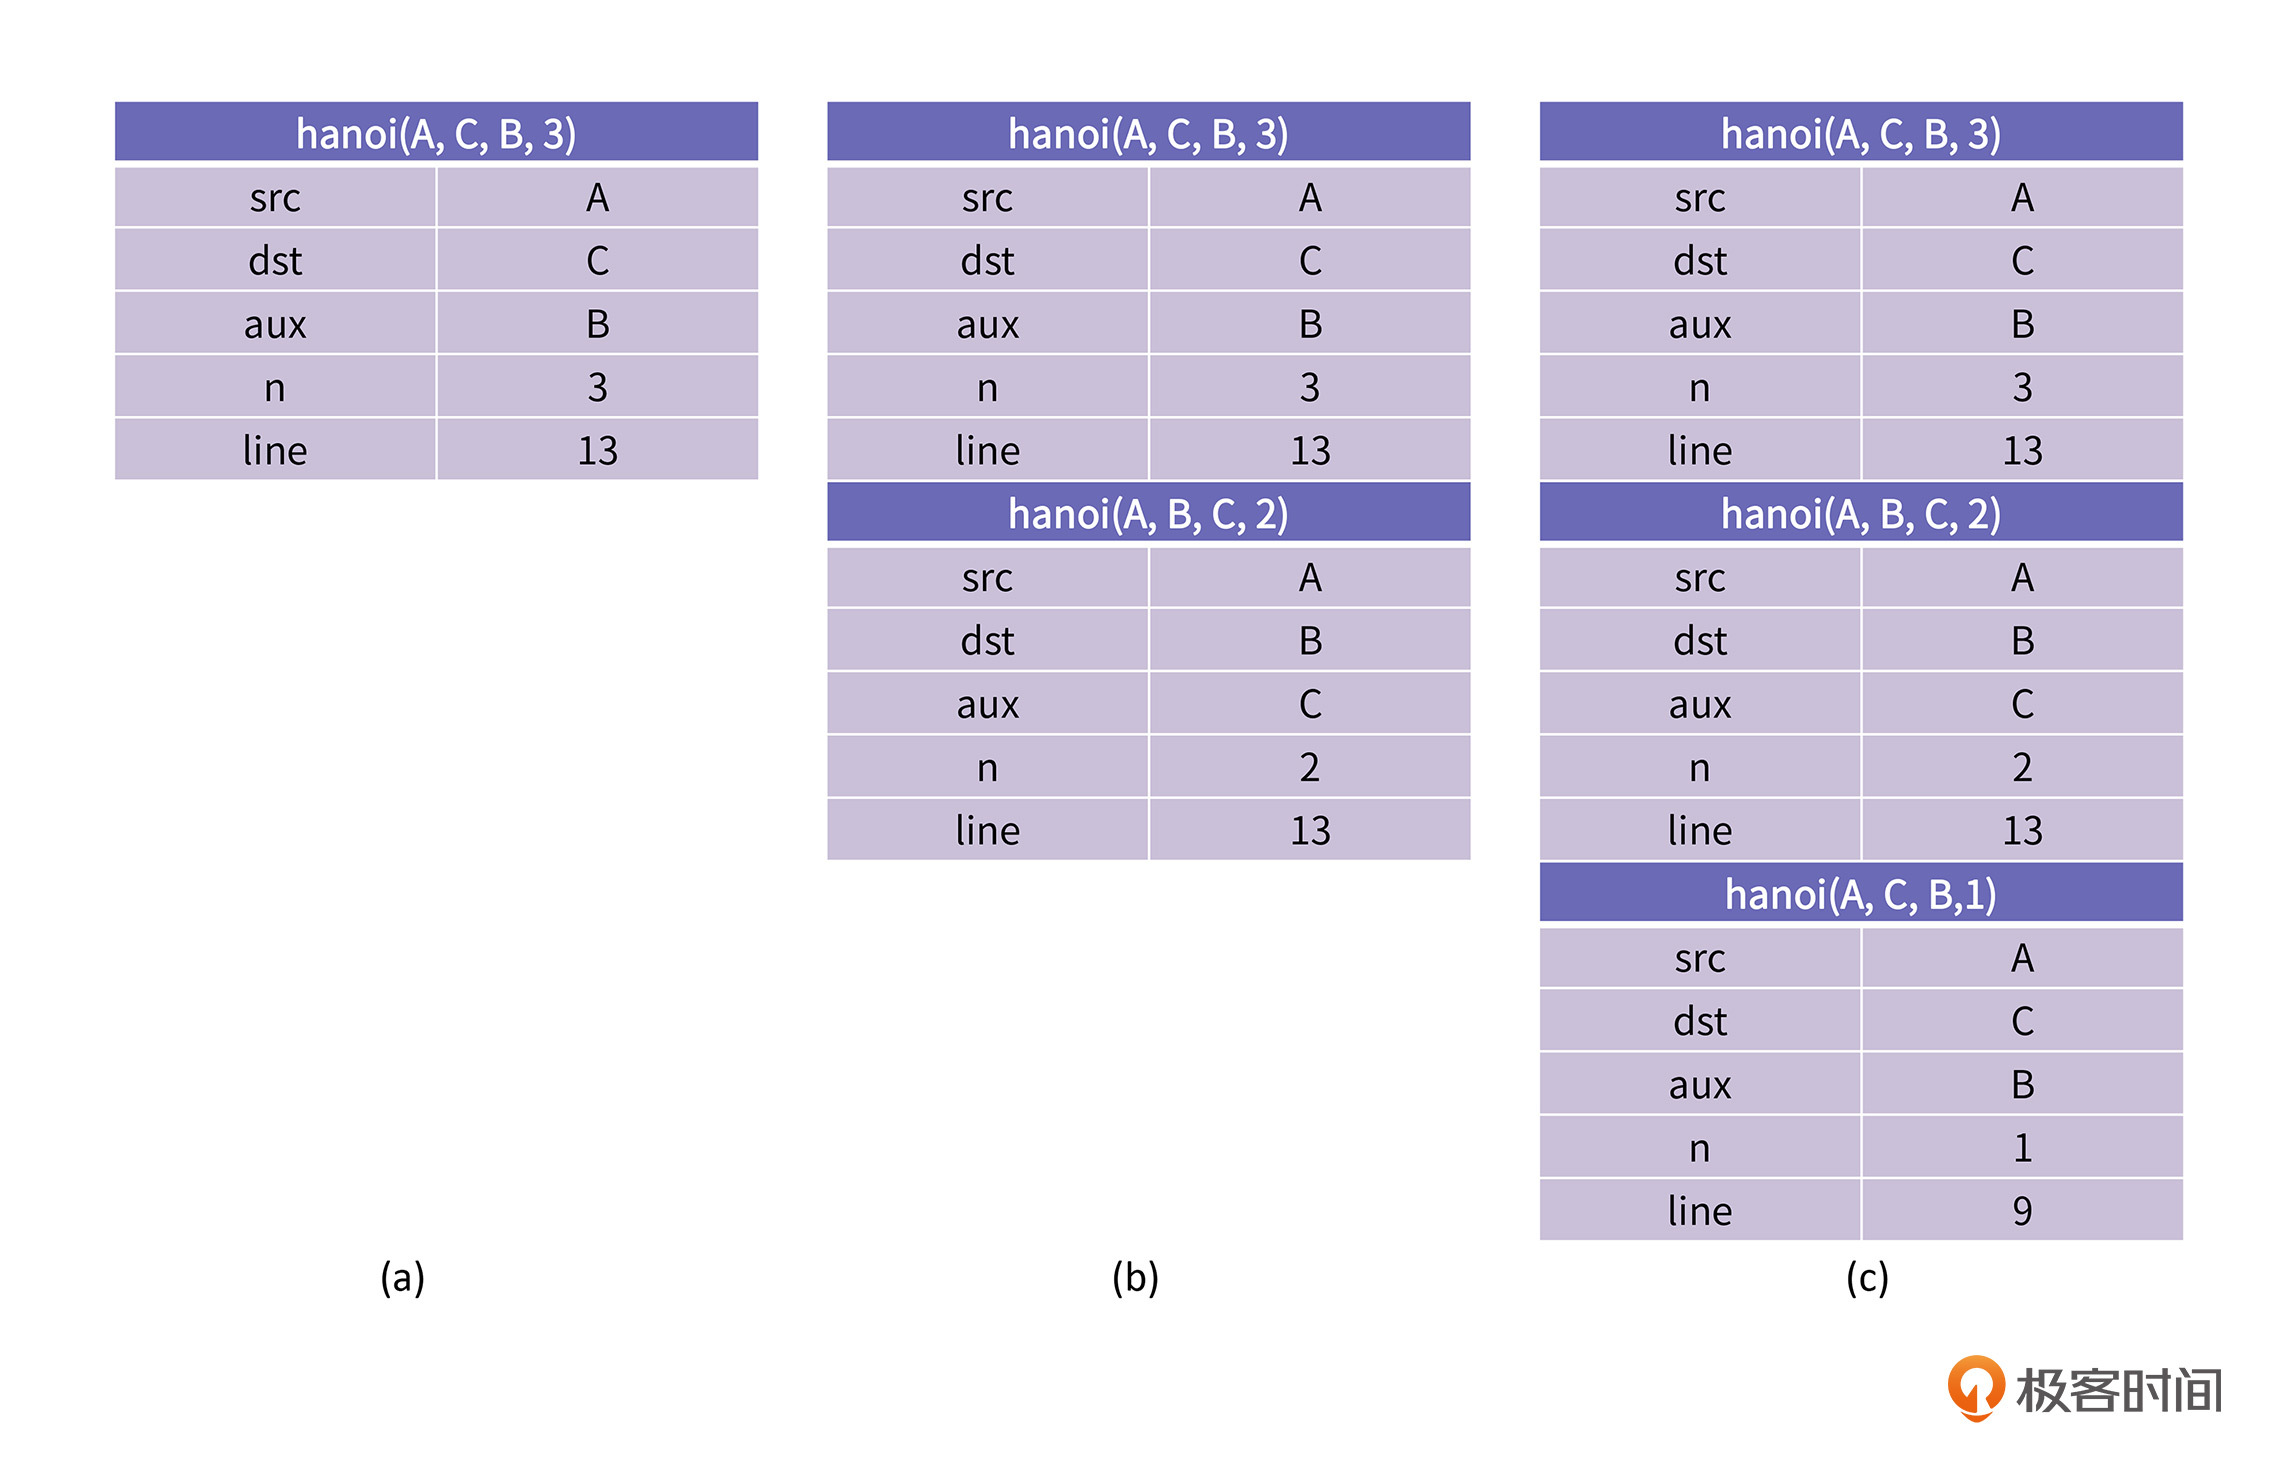 hanoi(A, C, B, 3)
src A
dst C
aux B
n 3
line 13
(a)
hanoi(A, C, B, 3)
src A
dst C
aux B
n 3
line 13
hanoi(A, B, C, 2)
src A
dst B
aux C
n 2
line 13
(b)
hanoi(A, C, B, 3)
src A
dst C
aux B
n 3
line 13
hanoi(A, B, C, 2)
src A
dst B
aux C
n 2
line 13
hanoi(A, C, B,1)
src A
dst C
aux B
n 1
line 9
(c)
极客时间